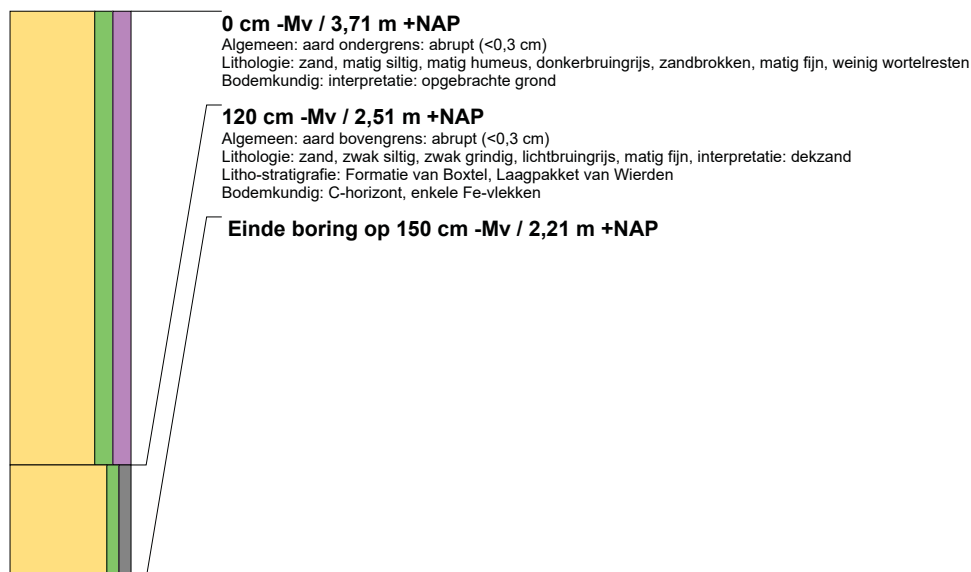 0 cm -Mv / 3,71 m +NAP
Algemeen: aard ondergrens: abrupt (<0,3 cm)
Lithologie: zand, matig siltig, matig humeus, donkerbruingrijs, zandbrokken, matig fijn, weinig wortelresten
Bodemkundig: interpretatie: opgebrachte grond
120 cm -Mv / 2,51 m +NAP
Algemeen: aard bovengrens: abrupt (<0,3 cm)
Lithologie: zand, zwak siltig, zwak grindig, lichtbruingrijs, matig fijn, interpretatie: dekzand
Litho-stratigrafie: Formatie van Boxtel, Laagpakket van Wierden
Bodemkundig: C-horizont, enkele Fe-vlekken
Einde boring op 150 cm -Mv / 2,21 m +NAP